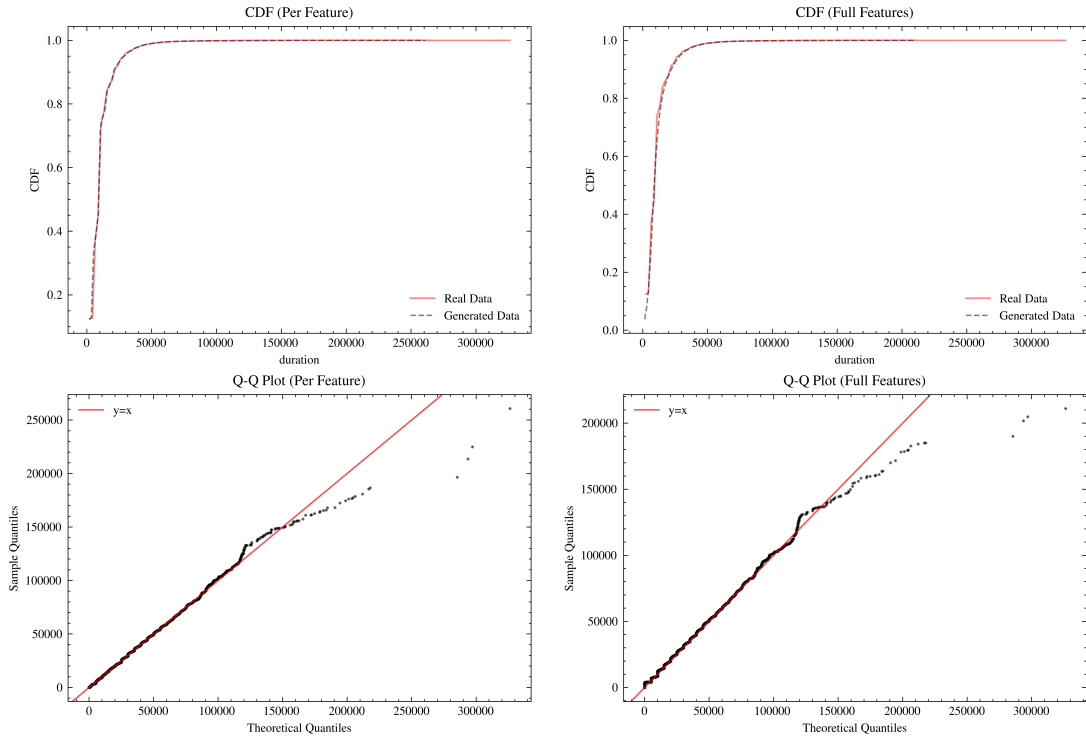 CDF (Per Feature)
1.0
0.8
0.6
0.4
0.2
CDF
0 50000 100000 150000 200000 250000 300000
duration
Real Data
Generated Data
CDF (Full Features)
1.0
0.8
0.6
0.4
0.2
0.0
CDF
0 50000 100000 150000 200000 250000 300000
duration
Real Data
Generated Data
Q-Q Plot (Per Feature)
y=x
250000
200000
150000
100000
50000
0
Sample Quantiles
0 50000 100000 150000 200000 250000 300000
Theoretical Quantiles
Q-Q Plot (Full Features)
y=x
200000
150000
100000
50000
0
Sample Quantiles
0 50000 100000 150000 200000 250000 300000
Theoretical Quantiles